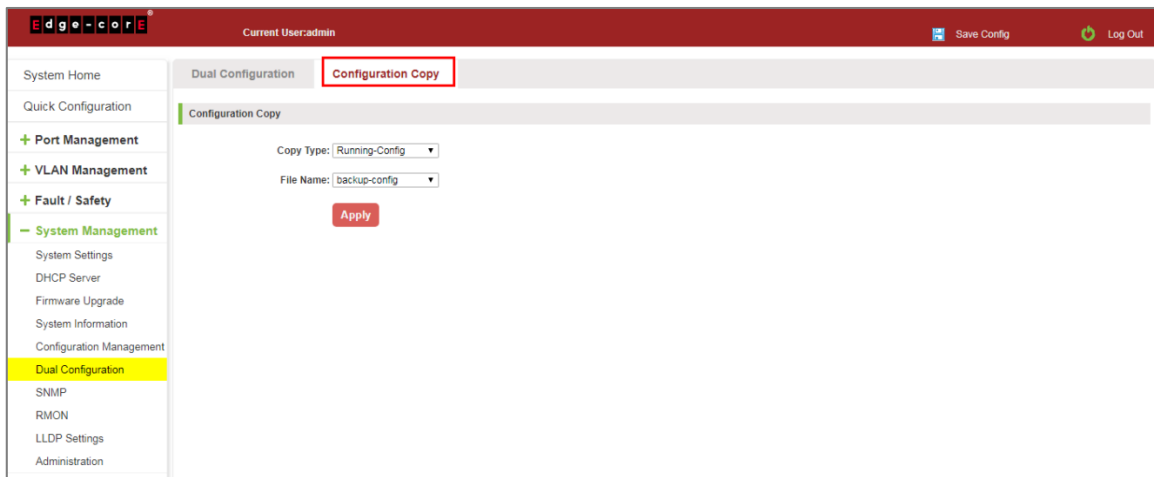 Edge-corE®
Current User:admin
Save Config
Log Out
System Home
Quick Configuration
+ Port Management
+ VLAN Management
+ Fault / Safety
− System Management
System Settings
DHCP Server
Firmware Upgrade
System Information
Configuration Management
Dual Configuration
SNMP
RMON
LLDP Settings
Administration
Dual Configuration
Configuration Copy
Configuration Copy
Copy Type: Running-Config
File Name: backup-config
Apply